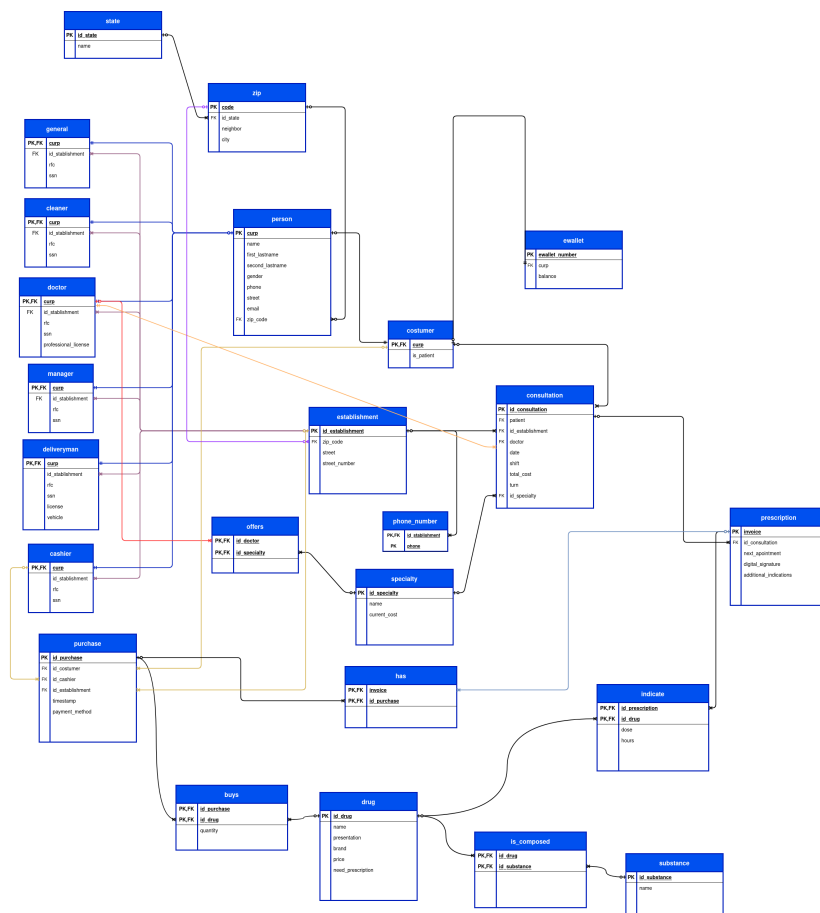 state
PK id_state
name
zip
PK code
FK id_state
neighbor
city
general
PK,FK curp
FK id_stablishment
rfc
ssn
cleaner
PK,FK curp
FK id_stablishment
rfc
ssn
person
PK curp
name
first_lastname
second_lastname
gender
phone
street
email
FK zip_code
ewallet
PK ewallet_number
FK curp
balance
doctor
PK,FK curp
FK id_stablishment
rfc
ssn
professional_license
costumer
PK,FK curp
is_patient
manager
PK,FK curp
FK id_stablishment
rfc
ssn
consultation
PK id_consultation
FK patient
FK id_establishment
FK doctor
date
shift
total_cost
turn
FK id_specialty
establishment
PK id_establishment
FK zip_code
street
street_number
deliveryman
PK,FK curp
id_stablishment
rfc
ssn
license
vehicle
prescription
PK invoice
FK id_consultation
next_apointment
digital_signature
additional_indications
phone_number
PK,FK id_stablishment
PK phone
offers
PK,FK id_doctor
PK,FK id_specialty
cashier
PK,FK curp
id_stablishment
rfc
ssn
specialty
PK id_specialty
name
current_cost
purchase
PK id_purchase
FK id_costumer
FK id_cashier
FK id_establishment
timestamp
payment_method
has
PK,FK invoice
PK,FK id_purchase
indicate
PK,FK id_prescription
PK,FK id_drug
dose
hours
buys
PK,FK id_purchase
PK,FK id_drug
quantity
drug
PK id_drug
name
presentation
brand
price
need_prescription
is_composed
PK,FK id_drug
PK,FK id_substance
substance
PK id_substance
name